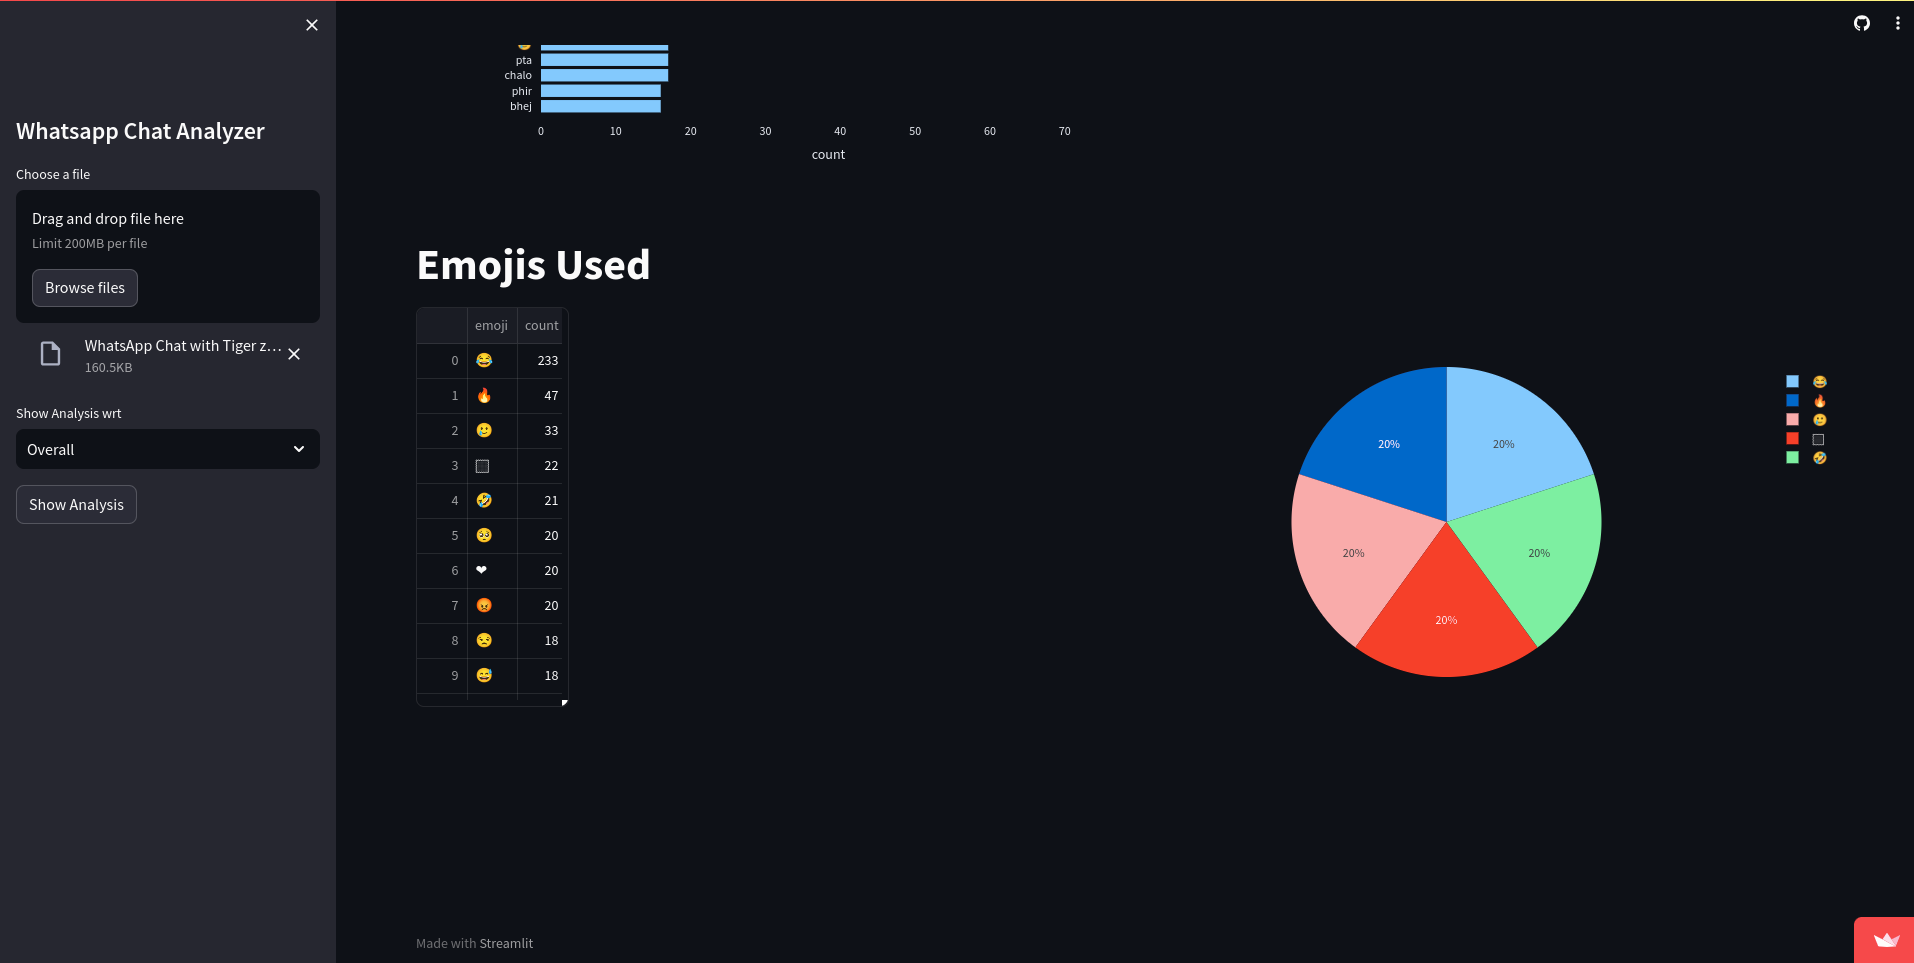 Whatsapp Chat Analyzer
Choose a file
Drag and drop file here
Limit 200MB per file
Browse files
WhatsApp Chat with Tiger z...
160.5KB
Show Analysis wrt
Overall
Show Analysis
pta
chalo
phir
bhej
0 10 20 30 40 50 60 70
count
Emojis Used
emoji count
0 😂 233
1 🔥 47
2 🥲 33
3 22
4 🤣 21
5 🥺 20
6 ❤ 20
7 😡 20
8 😒 18
9 😅 18
20% 20%
20% 20%
20%
😂
🔥
🥲
🤣
Made with Streamlit